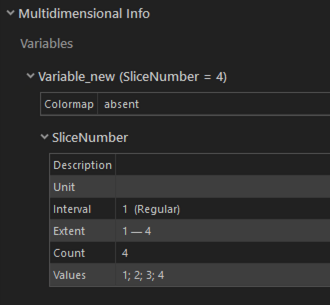 Multidimensional Info
Variables
Variable_new (SliceNumber = 4)
Colormap absent
SliceNumber
Description
Unit
Interval 1 (Regular)
Extent 1 — 4
Count 4
Values 1; 2; 3; 4